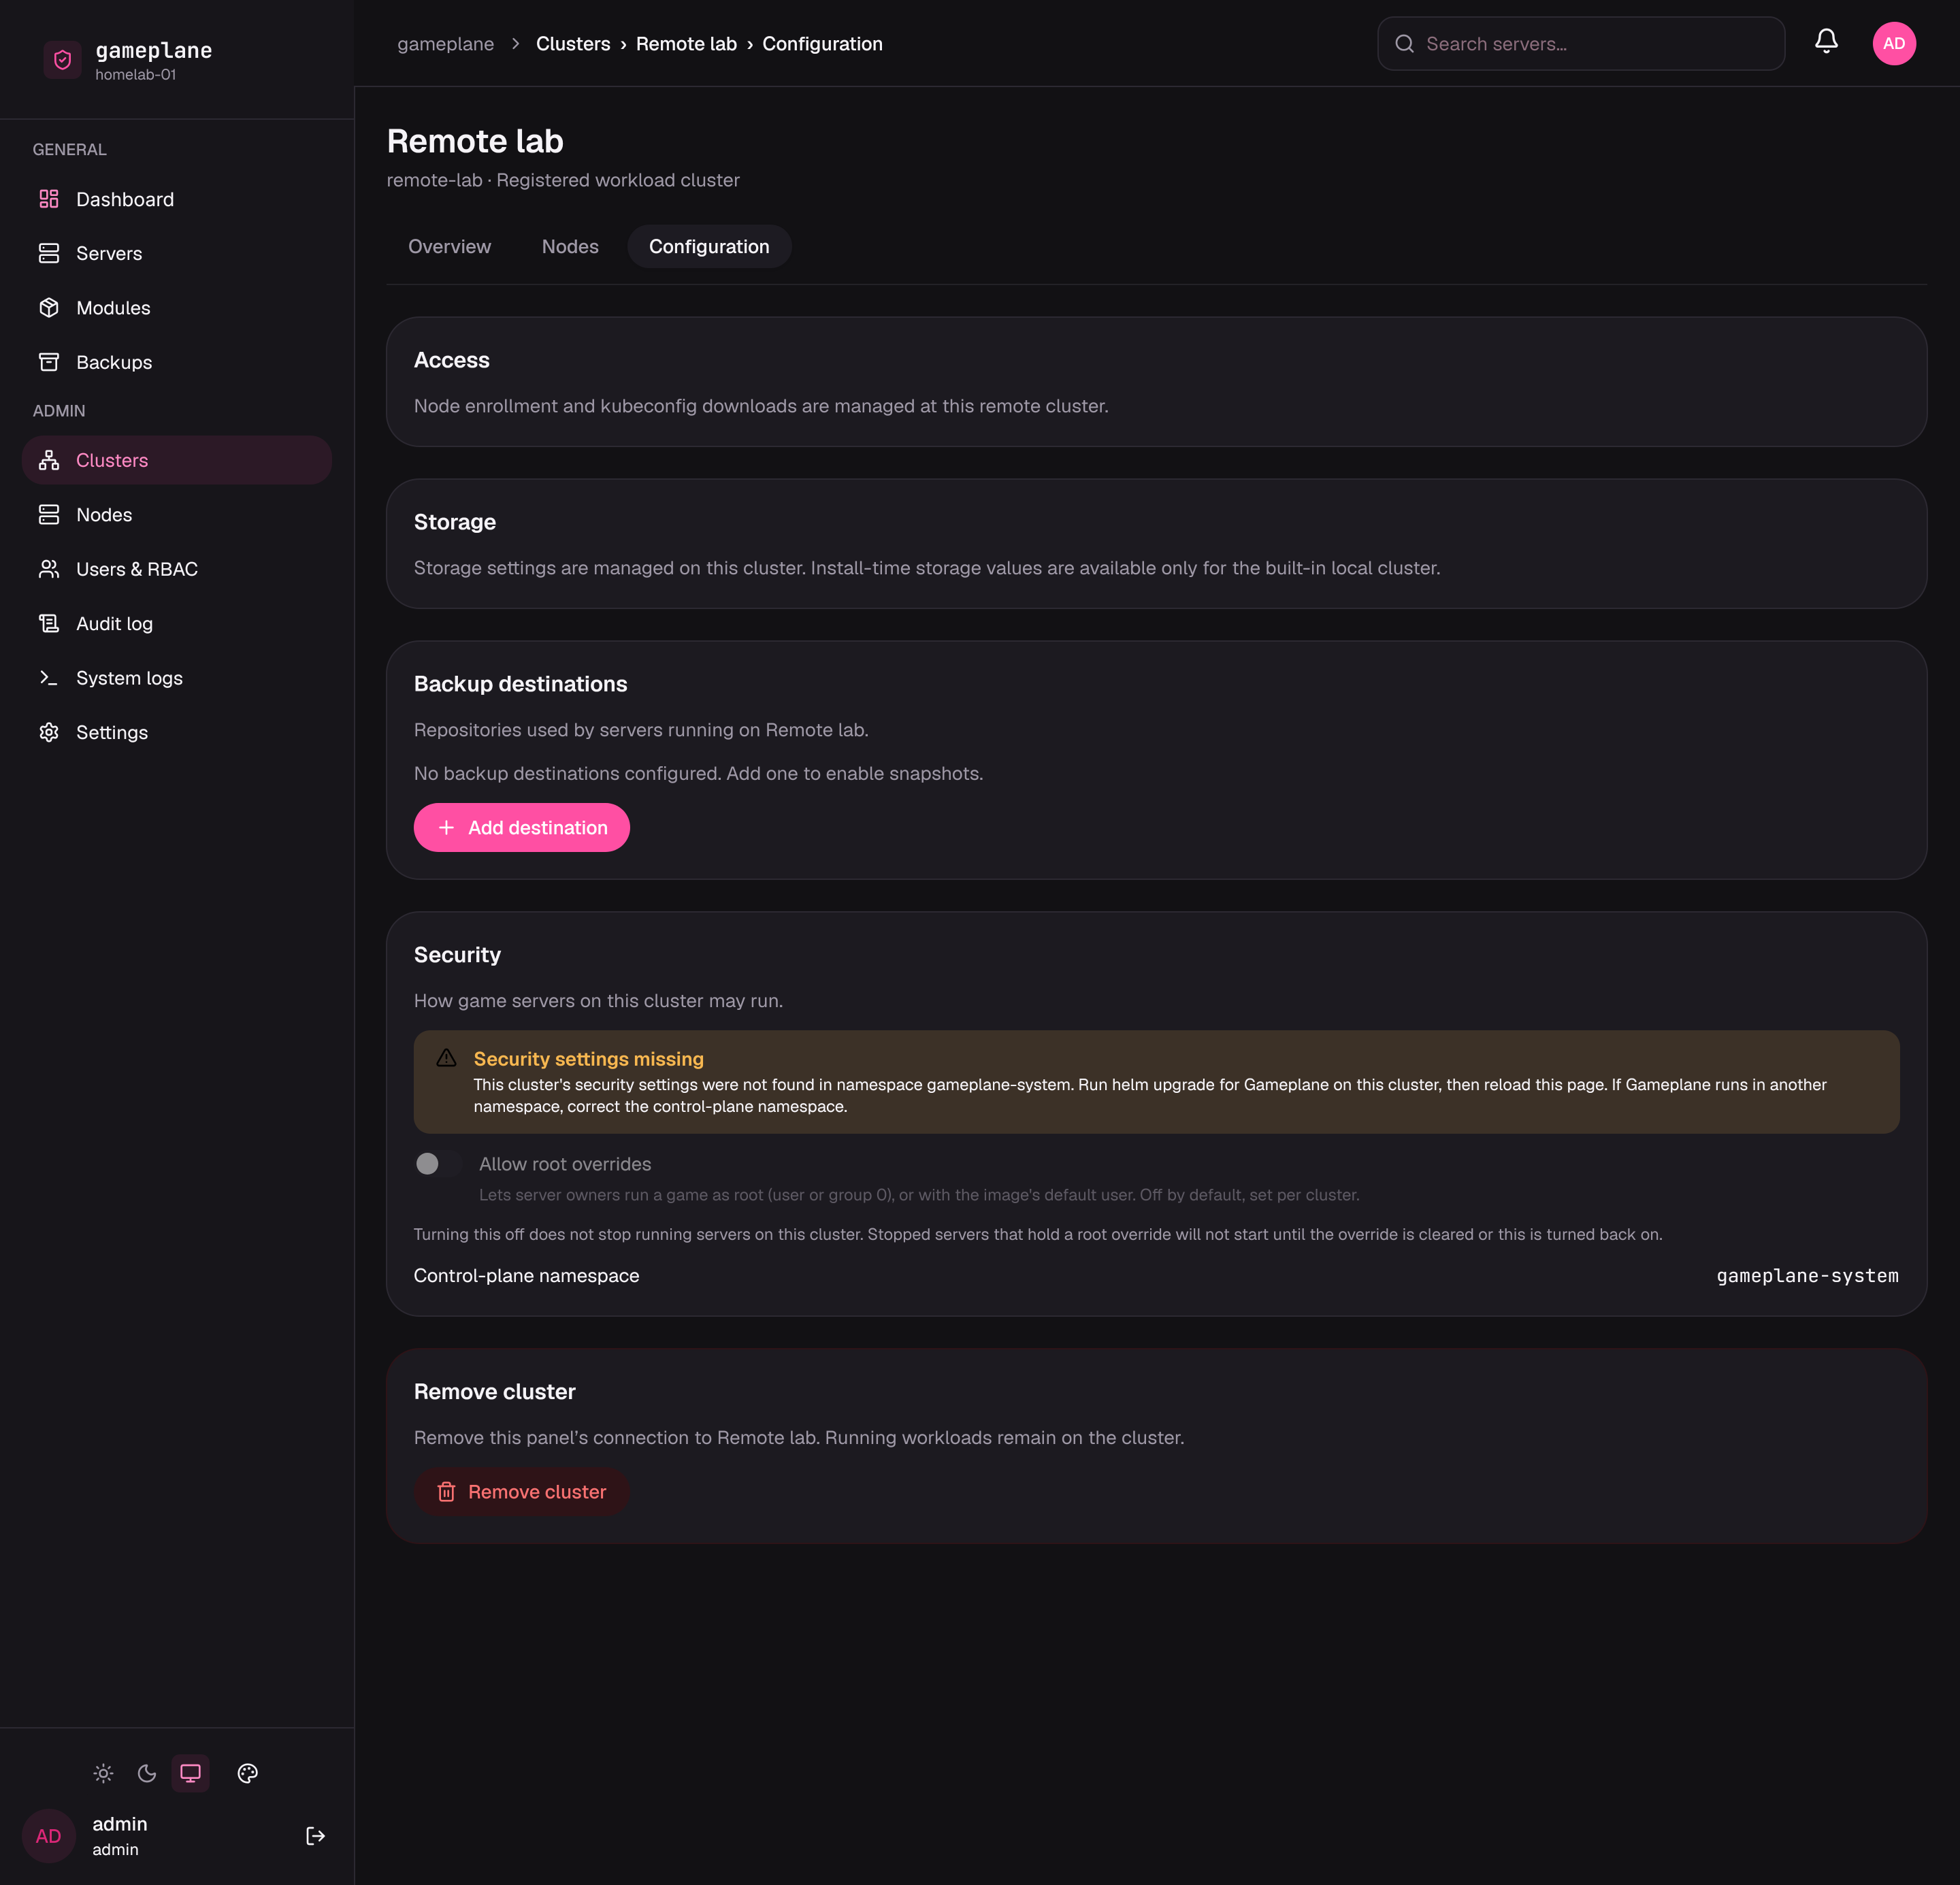 gameplane
homelab-01
gameplane > Clusters › Remote lab › Configuration
Search servers...
AD
GENERAL
Dashboard
Servers
Modules
Backups
ADMIN
Clusters
Nodes
Users & RBAC
Audit log
System logs
Settings
Remote lab
remote-lab · Registered workload cluster
Overview
Nodes
Configuration
Access
Node enrollment and kubeconfig downloads are managed at this remote cluster.
Storage
Storage settings are managed on this cluster. Install-time storage values are available only for the built-in local cluster.
Backup destinations
Repositories used by servers running on Remote lab.
No backup destinations configured. Add one to enable snapshots.
Add destination
Security
How game servers on this cluster may run.
Security settings missing
This cluster's security settings were not found in namespace gameplane-system. Run helm upgrade for Gameplane on this cluster, then reload this page. If Gameplane runs in another
namespace, correct the control-plane namespace.
Allow root overrides
Lets server owners run a game as root (user or group 0), or with the image's default user. Off by default, set per cluster.
Turning this off does not stop running servers on this cluster. Stopped servers that hold a root override will not start until the override is cleared or this is turned back on.
Control-plane namespace
gameplane-system
Remove cluster
Remove this panel’s connection to Remote lab. Running workloads remain on the cluster.
Remove cluster
AD
admin
admin